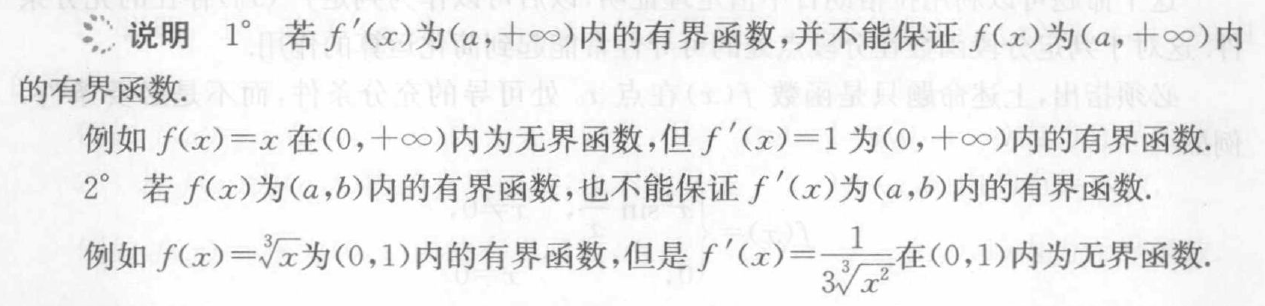 说明 1° 若 f′(x)为(a,+∞)内的有界函数,并不能保证 f(x)为(a,+∞)内
的有界函数.
例如 f(x)=x 在(0,+∞)内为无界函数,但 f′(x)=1 为(0,+∞)内的有界函数.
2° 若 f(x)为(a,b)内的有界函数,也不能保证 f′(x)为(a,b)内的有界函数.
例如 f(x)=∛x为(0,1)内的有界函数,但是 f′(x)=1/(3∛x²)在(0,1)内为无界函数.